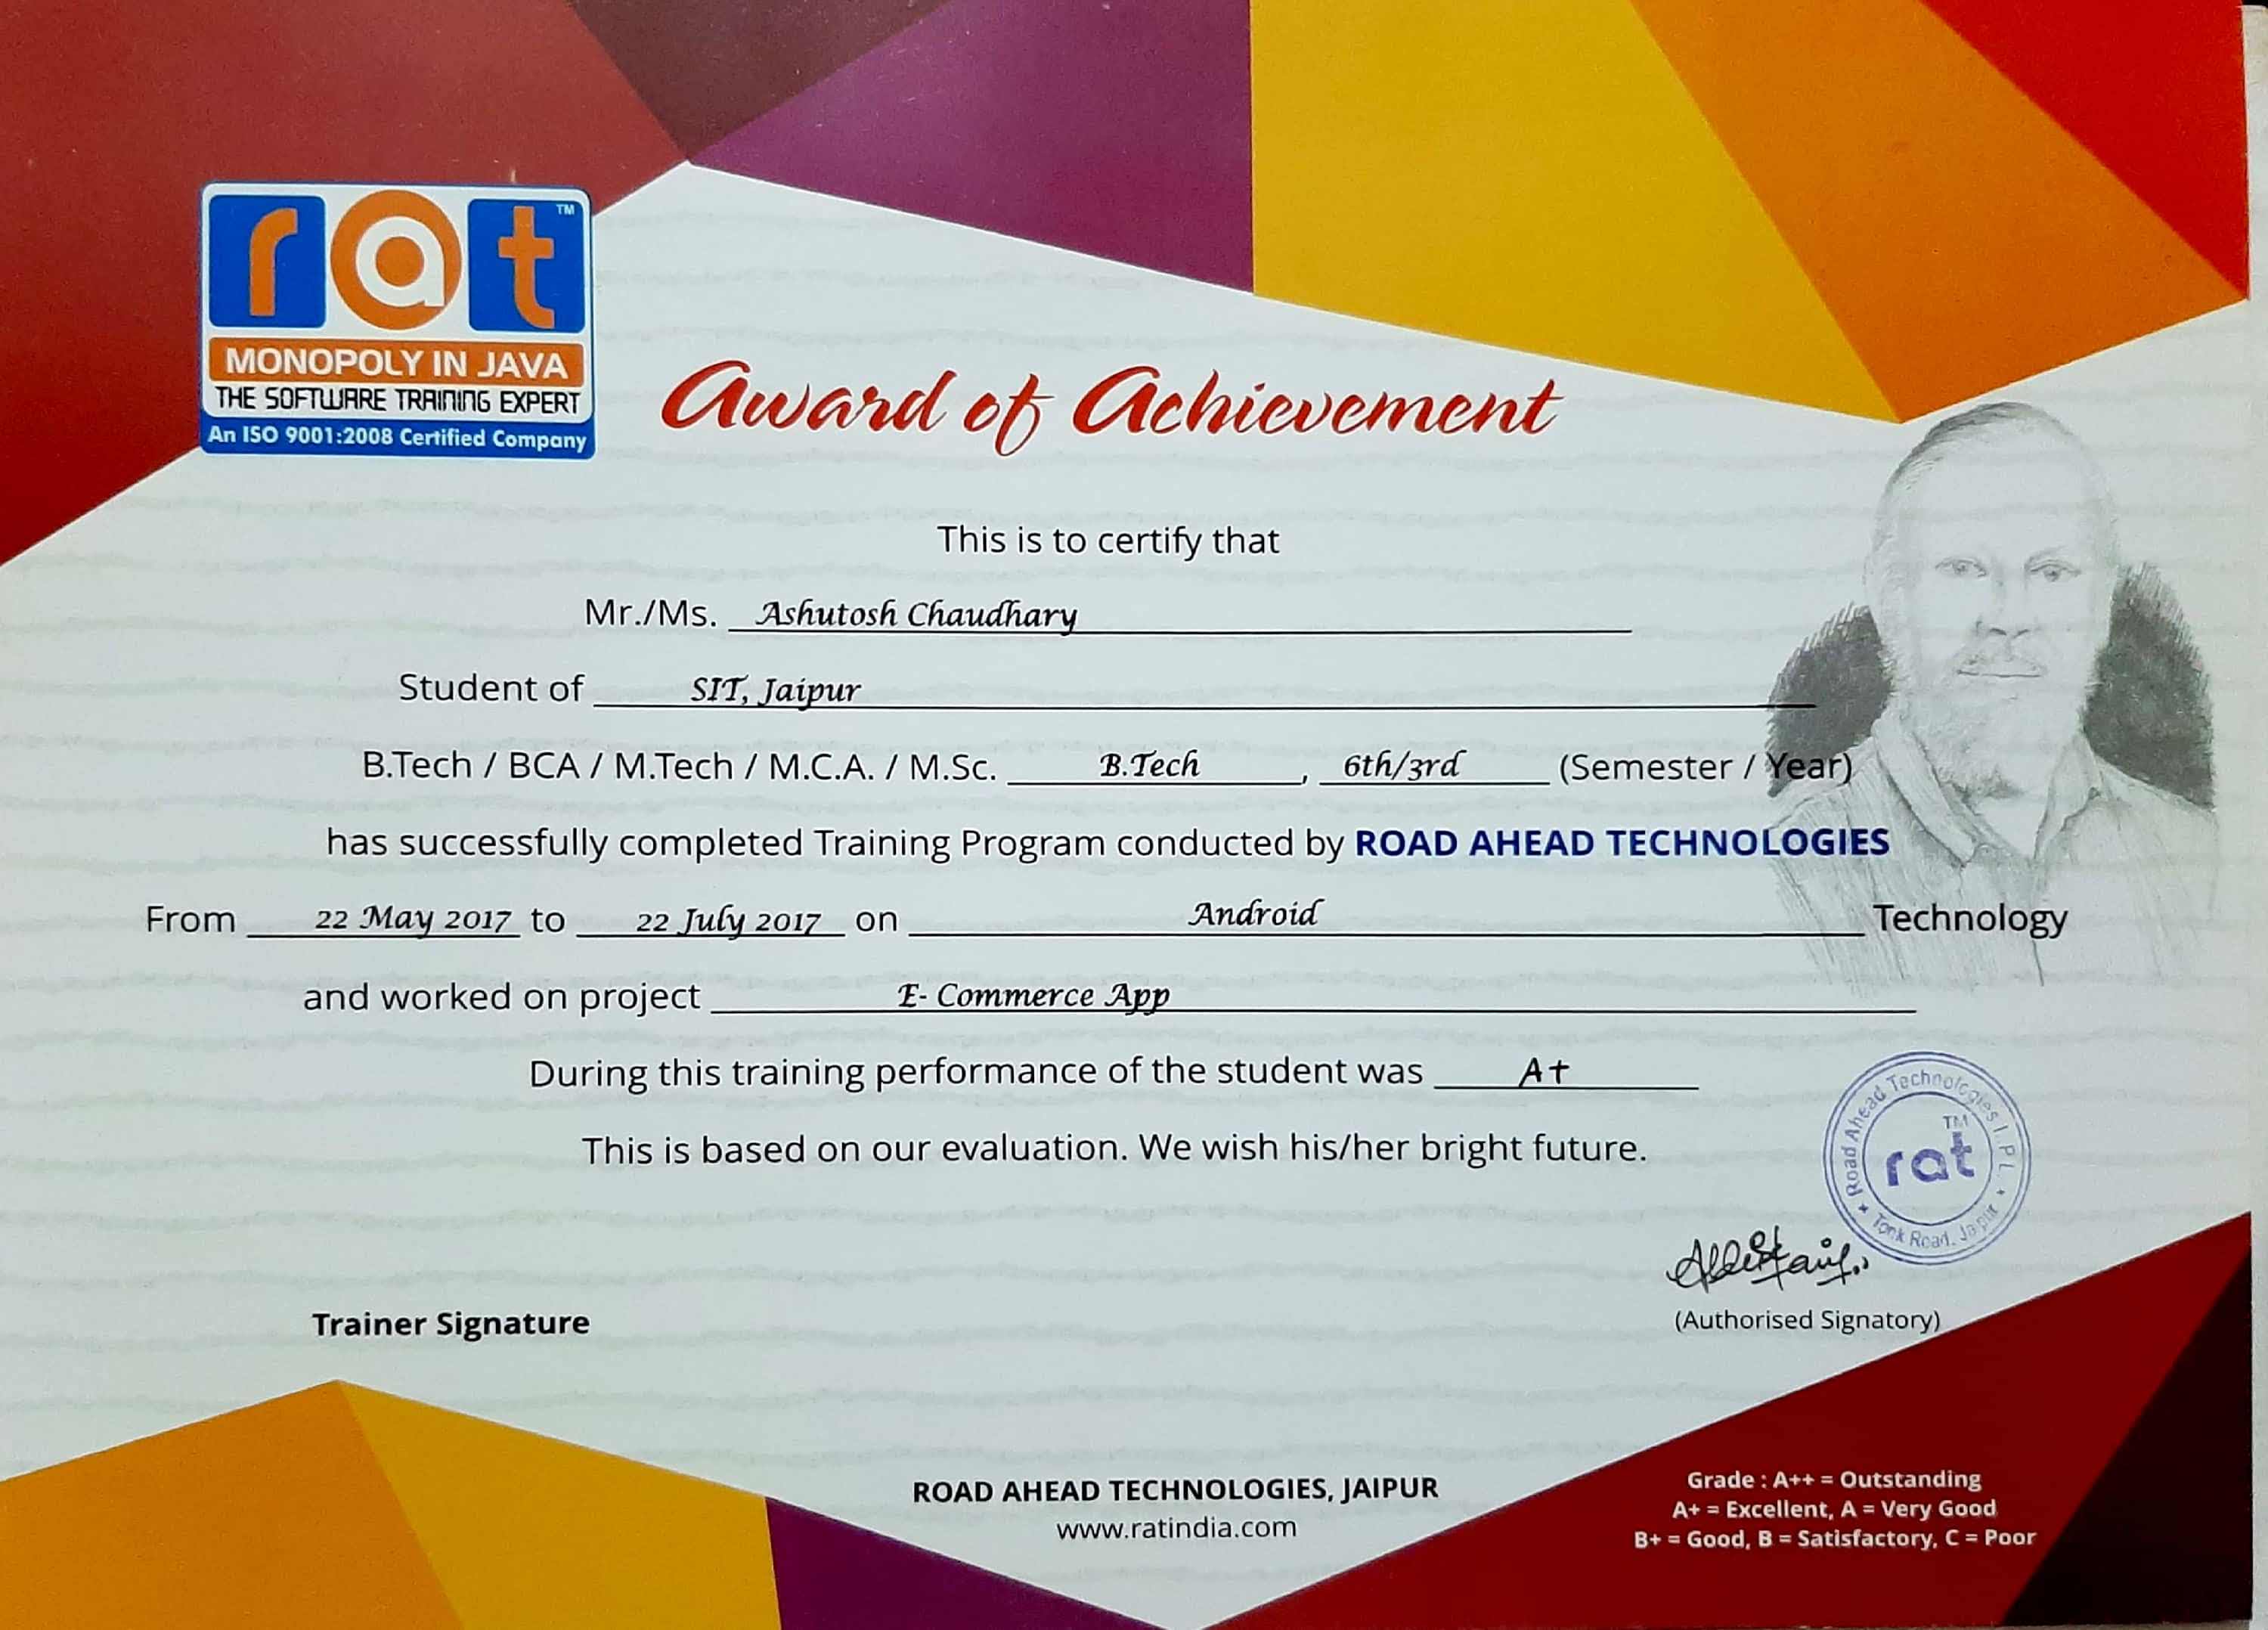 rat TM
MONOPOLY IN JAVA
THE SOFTWARE TRAINING EXPERT
An ISO 9001:2008 Certified Company
Award of Achievement
This is to certify that
Mr./Ms. Ashutosh Chaudhary
Student of SIT, Jaipur
B.Tech / BCA / M.Tech / M.C.A. / M.Sc. B.Tech , 6th/3rd (Semester / Year)
has successfully completed Training Program conducted by ROAD AHEAD TECHNOLOGIES
From 22 May 2017 to 22 July 2017 on Android Technology
and worked on project E- Commerce App
During this training performance of the student was A+
This is based on our evaluation. We wish his/her bright future.
Road Ahead Technologies I.P.L.
TM
rat
Tonk Road, Jaipur
Trainer Signature
(Authorised Signatory)
ROAD AHEAD TECHNOLOGIES, JAIPUR
www.ratindia.com
Grade : A++ = Outstanding
A+ = Excellent, A = Very Good
B+ = Good, B = Satisfactory, C = Poor